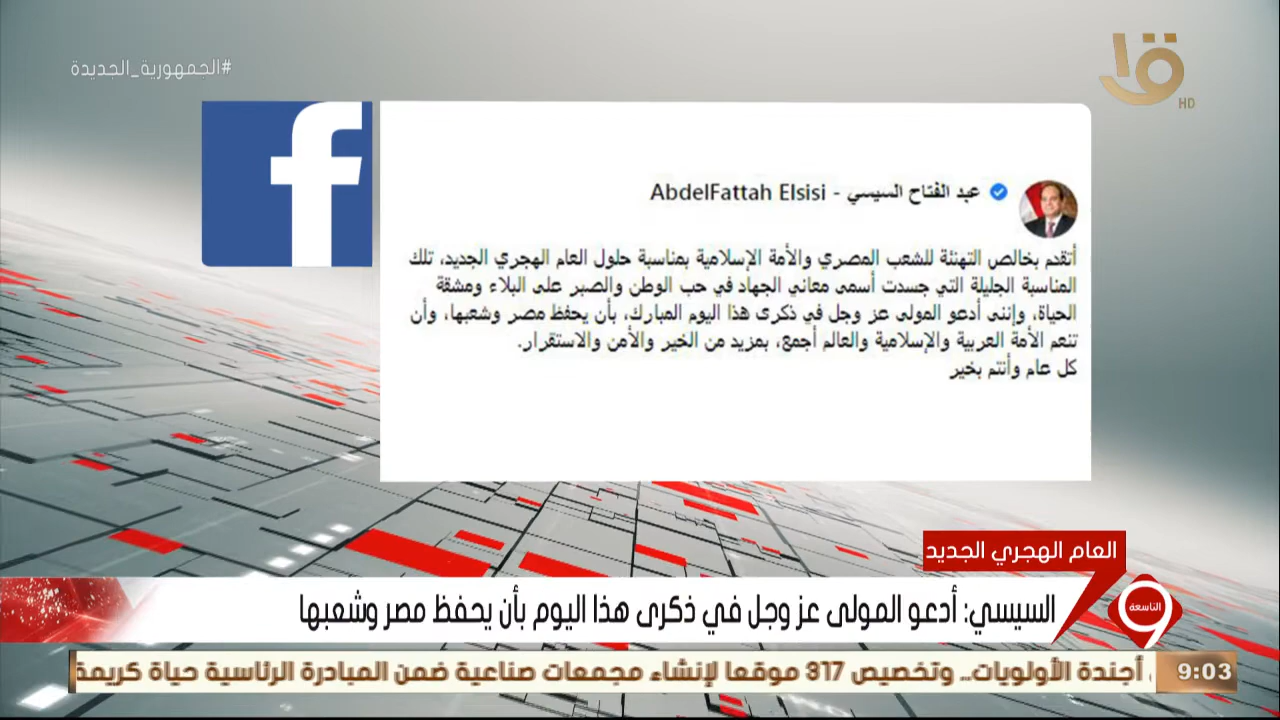 #الجمهورية_الجديدة
HD
عبد الفتاح السيسي - AbdelFattah Elsisi
أتقدم بخالص التهنئة للشعب المصري والأمة الإسلامية بمناسبة حلول العام الهجري الجديد، تلك
المناسبة الجليلة التي جسدت أسمى معاني الجهاد في حب الوطن والصبر على البلاء ومشقة
الحياة، وإننى أدعو المولى عز وجل في ذكرى هذا اليوم المبارك، بأن يحفظ مصر وشعبها، وأن
تنعم الأمة العربية والإسلامية والعالم أجمع، بمزيد من الخير والأمن والاستقرار.
كل عام وأنتم بخير
العام الهجري الجديد
التاسعة
السيسي: أدعو المولى عز وجل في ذكرى هذا اليوم بأن يحفظ مصر وشعبها
9:03
أجندة الأولويات.. وتخصيص 317 موقعا لإنشاء مجمعات صناعية ضمن المبادرة الرئاسية حياة كريمة